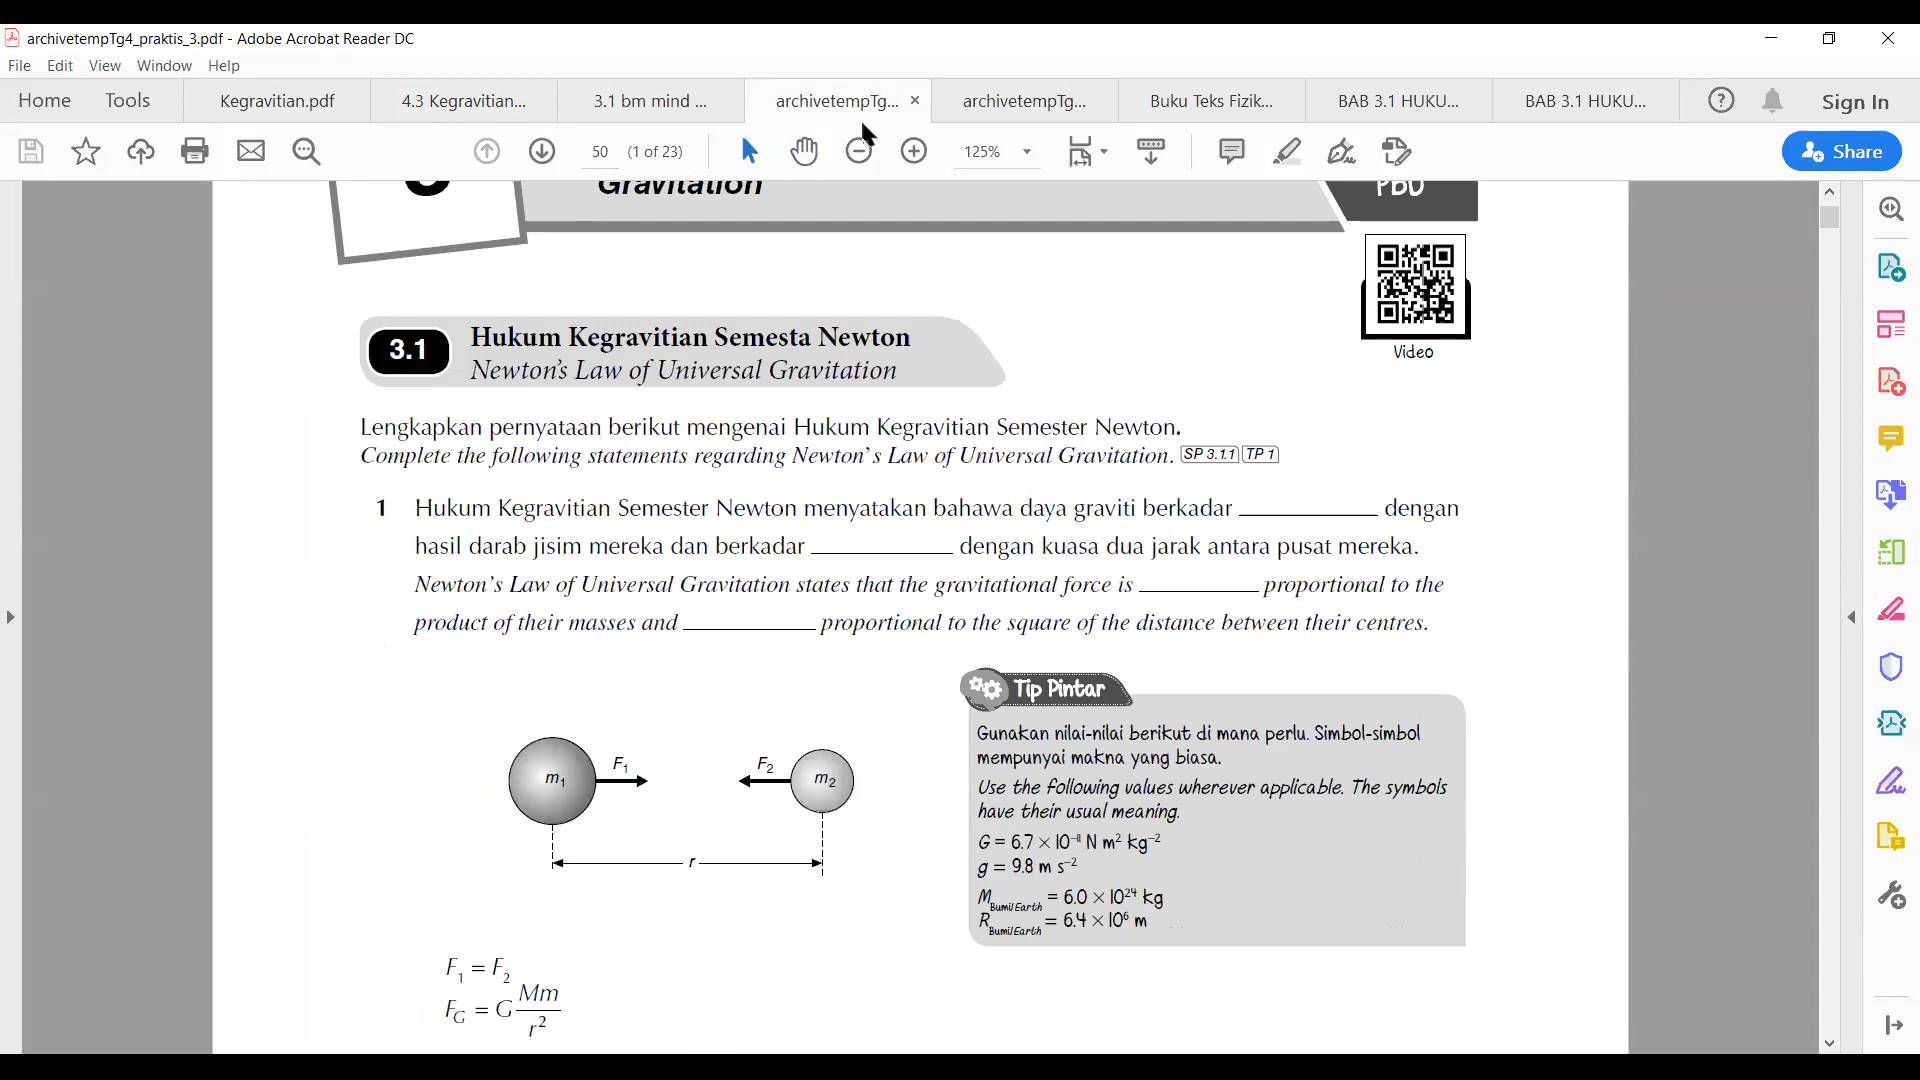 archivetempTg4_praktis_3.pdf - Adobe Acrobat Reader DC
File Edit View Window Help
Home Tools Kegravitian.pdf 4.3 Kegravitian... 3.1 bm mind ... archivetempTg... × archivetempTg... Buku Teks Fizik... BAB 3.1 HUKU... BAB 3.1 HUKU... Sign In
50 (1 of 23) 125% Share
Gravitation
PBD
3.1 Hukum Kegravitian Semesta Newton
Newton's Law of Universal Gravitation
Video
Lengkapkan pernyataan berikut mengenai Hukum Kegravitian Semester Newton.
Complete the following statements regarding Newton's Law of Universal Gravitation. SP 3.1.1 TP 1
1 Hukum Kegravitian Semester Newton menyatakan bahawa daya graviti berkadar ____________ dengan
hasil darab jisim mereka dan berkadar ____________ dengan kuasa dua jarak antara pusat mereka.
Newton's Law of Universal Gravitation states that the gravitational force is ____________ proportional to the
product of their masses and ____________ proportional to the square of the distance between their centres.
m₁ F₁ F₂ m₂
r
F₁ = F₂
F_G = G Mm/r²
Tip Pintar
Gunakan nilai-nilai berikut di mana perlu. Simbol-simbol
mempunyai makna yang biasa.
Use the following values wherever applicable. The symbols
have their usual meaning.
G = 6.7 × 10⁻¹¹ N m² kg⁻²
g = 9.8 m s⁻²
M Bumi/Earth = 6.0 × 10²⁴ kg
R Bumi/Earth = 6.4 × 10⁶ m